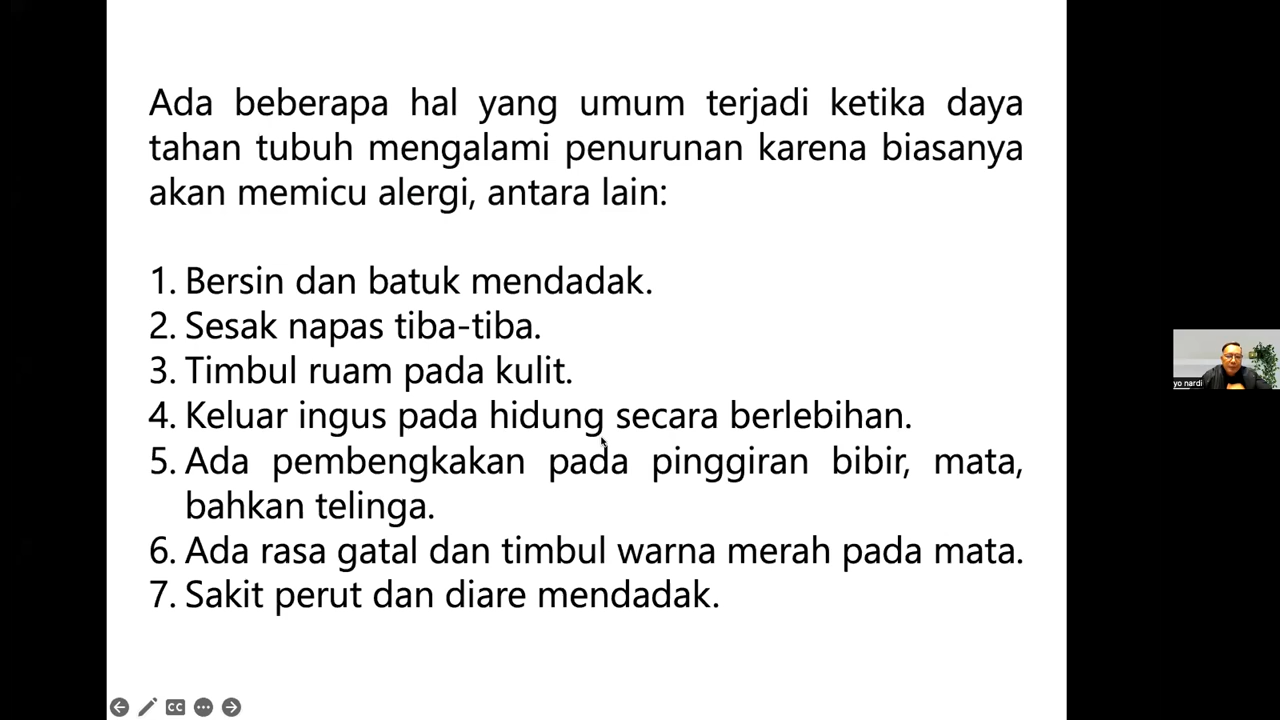 Ada beberapa hal yang umum terjadi ketika daya
tahan tubuh mengalami penurunan karena biasanya
akan memicu alergi, antara lain:
1. Bersin dan batuk mendadak.
2. Sesak napas tiba-tiba.
3. Timbul ruam pada kulit.
4. Keluar ingus pada hidung secara berlebihan.
5. Ada pembengkakan pada pinggiran bibir, mata,
bahkan telinga.
6. Ada rasa gatal dan timbul warna merah pada mata.
7. Sakit perut dan diare mendadak.
yo nardi
CC